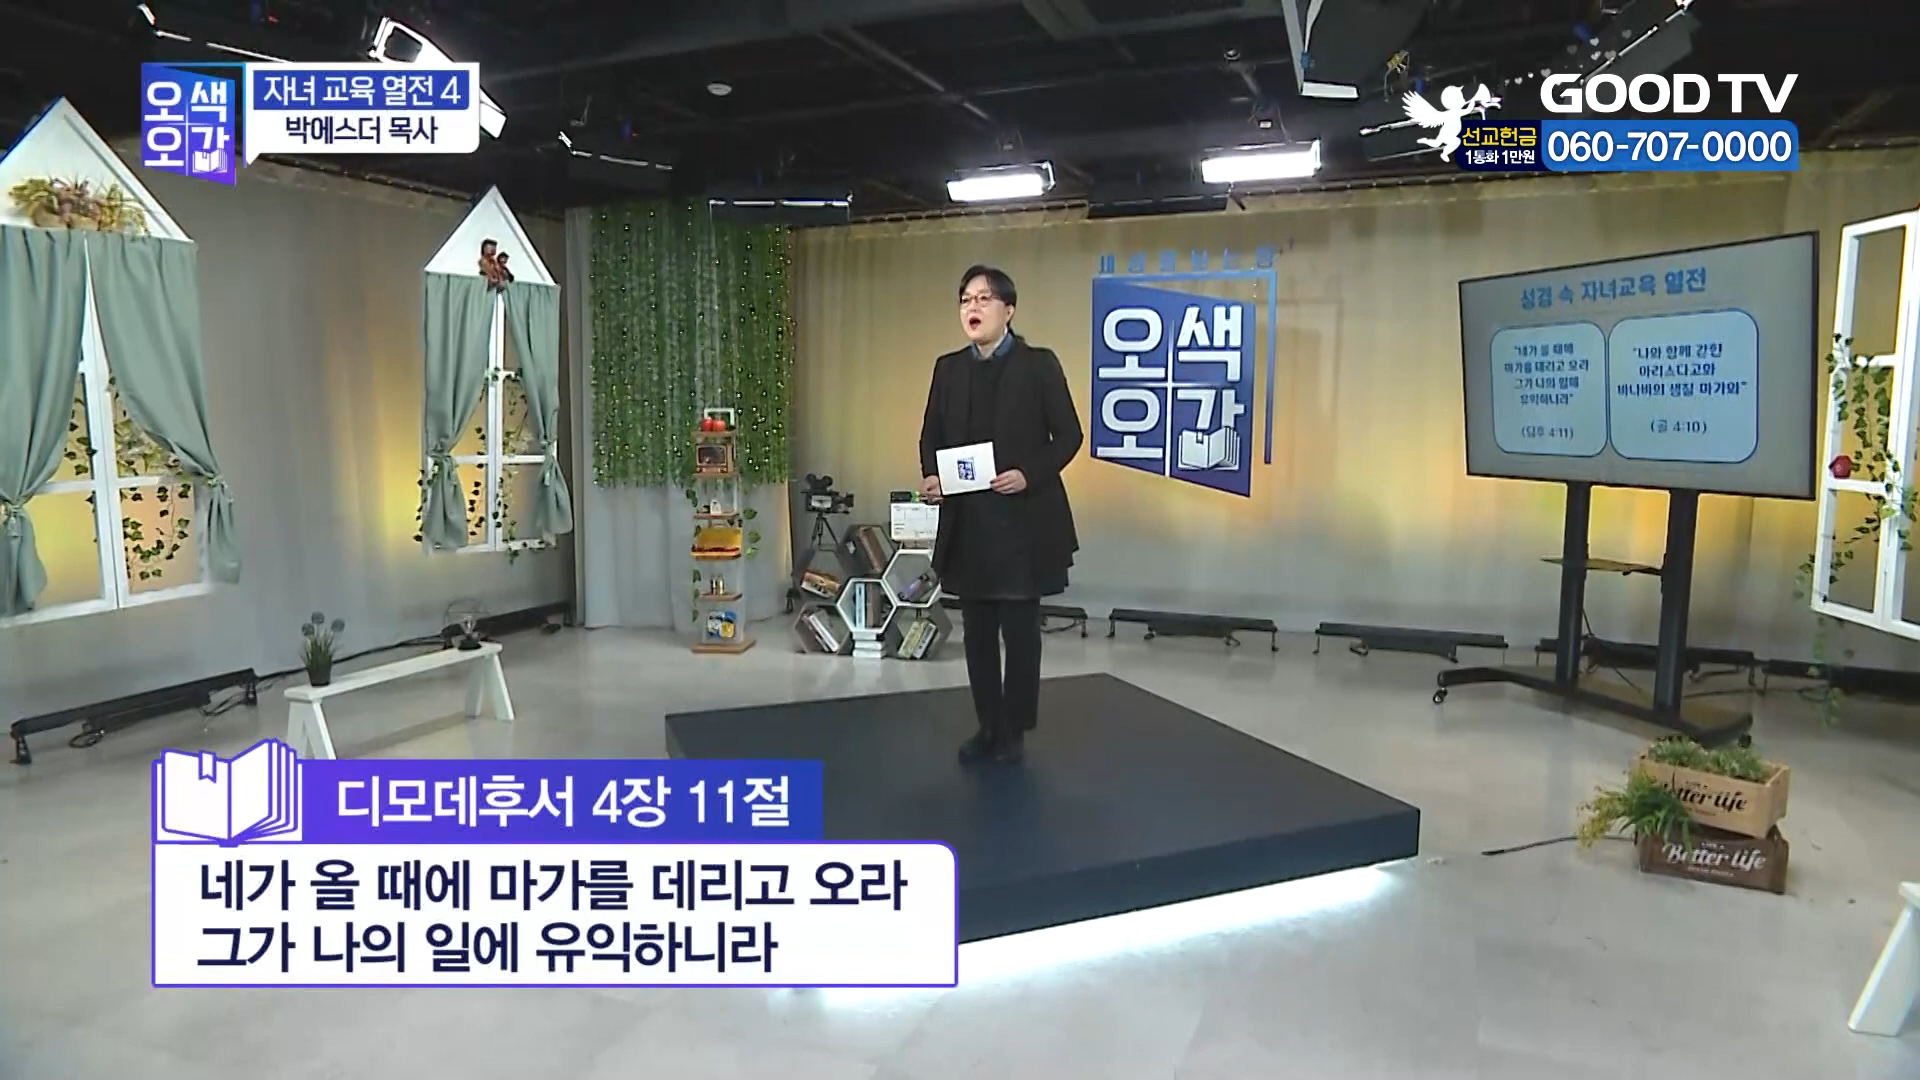 오색
오감
자녀 교육 열전 4
박에스더 목사
GOOD TV
선교헌금
1통화 1만원
060-707-0000
오색
오감
성경 속 자녀교육 열전
"네가 올 때에
마가를 데리고 오라
그가 나의 일에
유익하니라"
(딤후 4:11)
"나와 함께 갇힌
아리스다고와
바나바의 생질 마가와"
(골 4:10)
Better life
Better life
디모데후서 4장 11절
네가 올 때에 마가를 데리고 오라
그가 나의 일에 유익하니라